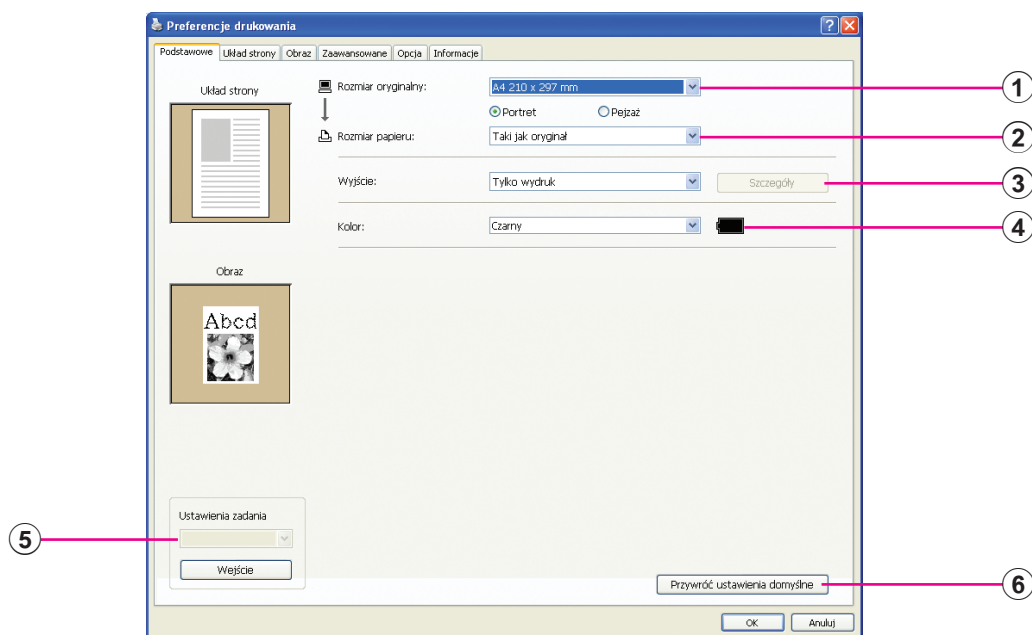 Preferencje drukowania
Podstawowe Układ strony Obraz Zaawansowane Opcja Informacje
Układ strony
Rozmiar oryginalny: A4 210 x 297 mm
1
Portret Pejzaż
Rozmiar papieru: Taki jak oryginał
2
Wyjście: Tylko wydruk Szczegóły
3
Kolor: Czarny
4
Obraz
Abcd
Ustawienia zadania
5
Wejście
Przywróć ustawienia domyślne
6
OK Anuluj